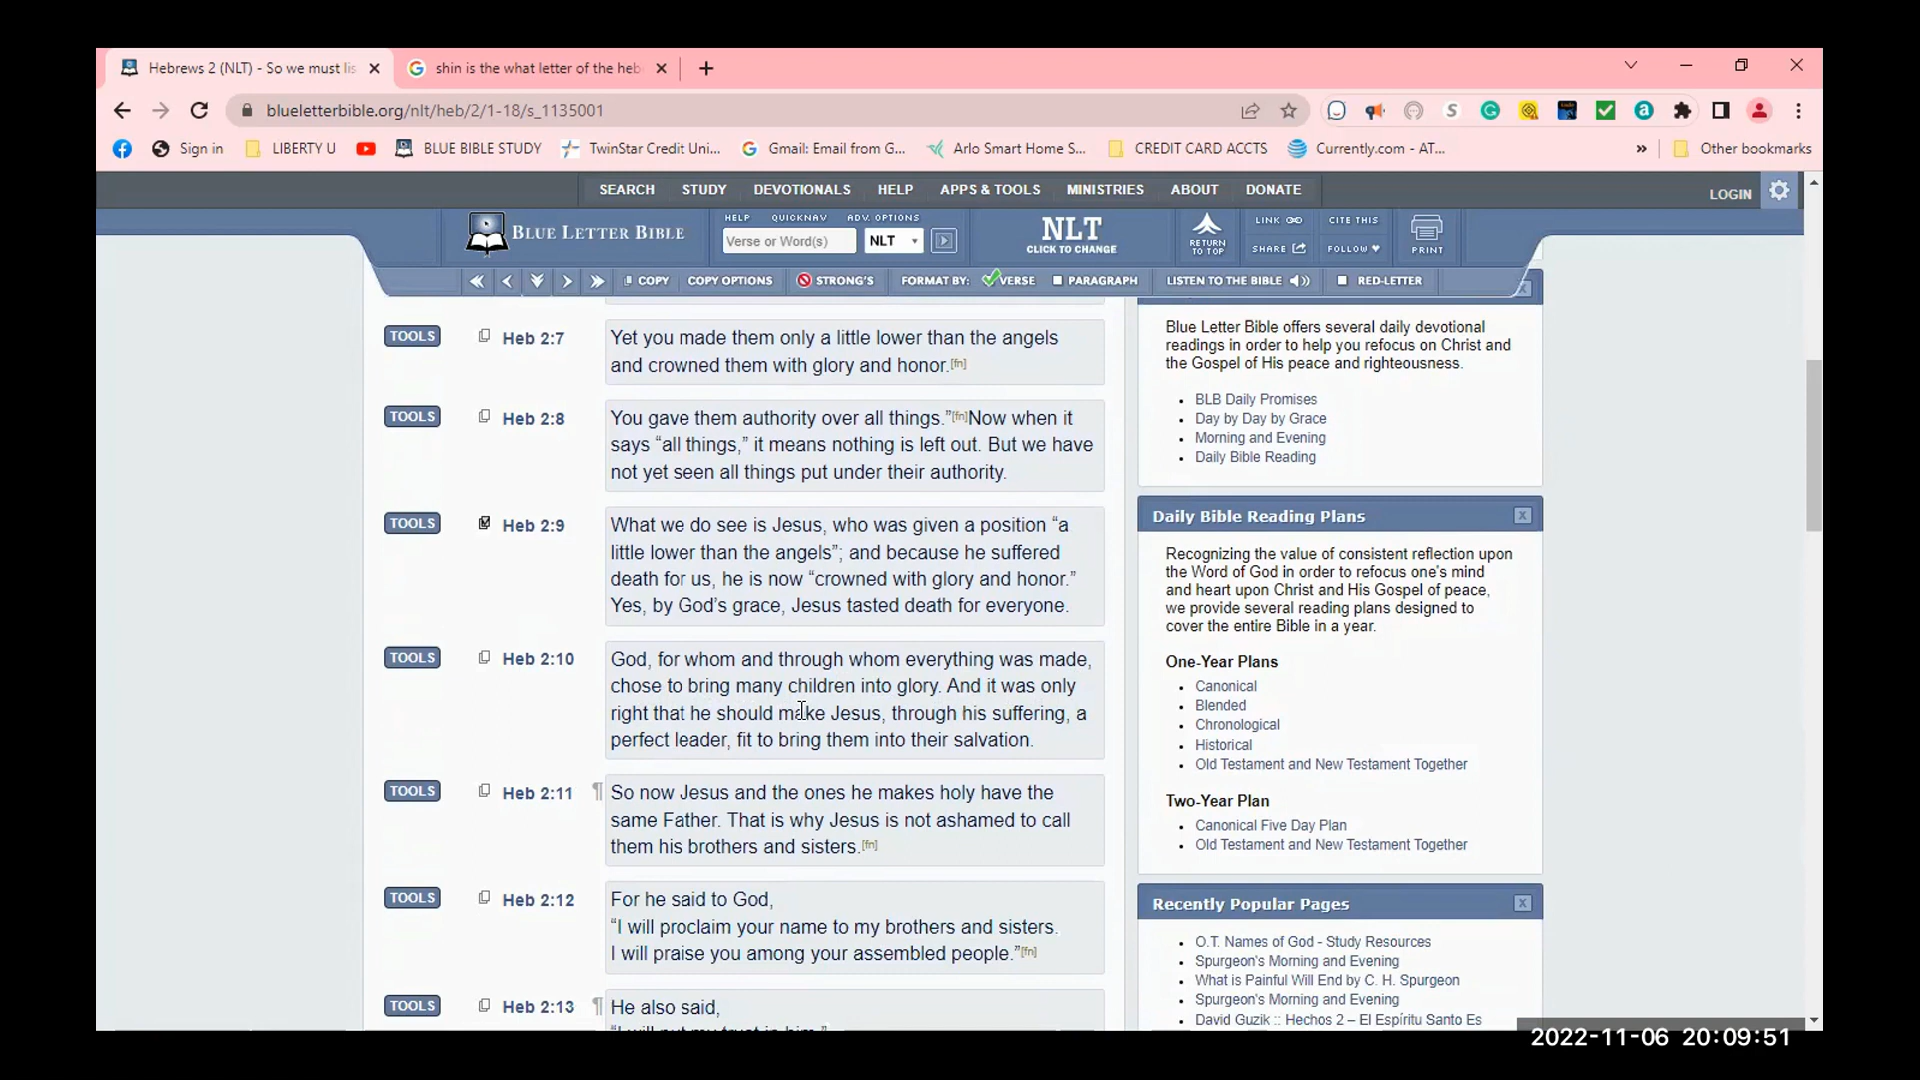 Hebrews 2 (NLT) - So we must lis
shin is the what letter of the heb
blueletterbible.org/nlt/heb/2/1-18/s_1135001
Sign in LIBERTY U BLUE BIBLE STUDY TwinStar Credit Uni... Gmail: Email from G... Arlo Smart Home S... CREDIT CARD ACCTS Currently.com - AT... » Other bookmarks
SEARCH STUDY DEVOTIONALS HELP APPS & TOOLS MINISTRIES ABOUT DONATE LOGIN
BLUE LETTER BIBLE
HELP QUICKNAV ADV. OPTIONS
Verse or Word(s) NLT
NLT
CLICK TO CHANGE
RETURN
TO TOP
LINK CITE THIS
SHARE FOLLOW
PRINT
COPY COPY OPTIONS STRONG'S FORMAT BY: VERSE PARAGRAPH LISTEN TO THE BIBLE RED-LETTER
TOOLS Heb 2:7 Yet you made them only a little lower than the angels
and crowned them with glory and honor.[fn]
TOOLS Heb 2:8 You gave them authority over all things.”[fn]Now when it
says “all things,” it means nothing is left out. But we have
not yet seen all things put under their authority.
TOOLS Heb 2:9 What we do see is Jesus, who was given a position “a
little lower than the angels”; and because he suffered
death for us, he is now “crowned with glory and honor.”
Yes, by God’s grace, Jesus tasted death for everyone.
TOOLS Heb 2:10 God, for whom and through whom everything was made,
chose to bring many children into glory. And it was only
right that he should make Jesus, through his suffering, a
perfect leader, fit to bring them into their salvation.
TOOLS Heb 2:11 ¶ So now Jesus and the ones he makes holy have the
same Father. That is why Jesus is not ashamed to call
them his brothers and sisters.[fn]
TOOLS Heb 2:12 For he said to God,
“I will proclaim your name to my brothers and sisters.
I will praise you among your assembled people.”[fn]
TOOLS Heb 2:13 ¶ He also said,
“I will put my trust in him,”
Blue Letter Bible offers several daily devotional
readings in order to help you refocus on Christ and
the Gospel of His peace and righteousness.
• BLB Daily Promises
• Day by Day by Grace
• Morning and Evening
• Daily Bible Reading
Daily Bible Reading Plans
Recognizing the value of consistent reflection upon
the Word of God in order to refocus one's mind
and heart upon Christ and His Gospel of peace,
we provide several reading plans designed to
cover the entire Bible in a year.
One-Year Plans
• Canonical
• Blended
• Chronological
• Historical
• Old Testament and New Testament Together
Two-Year Plan
• Canonical Five Day Plan
• Old Testament and New Testament Together
Recently Popular Pages
• O.T. Names of God - Study Resources
• Spurgeon's Morning and Evening
• What is Painful Will End by C. H. Spurgeon
• Spurgeon's Morning and Evening
• David Guzik :: Hechos 2 – El Espíritu Santo Es
2022-11-06 20:09:51